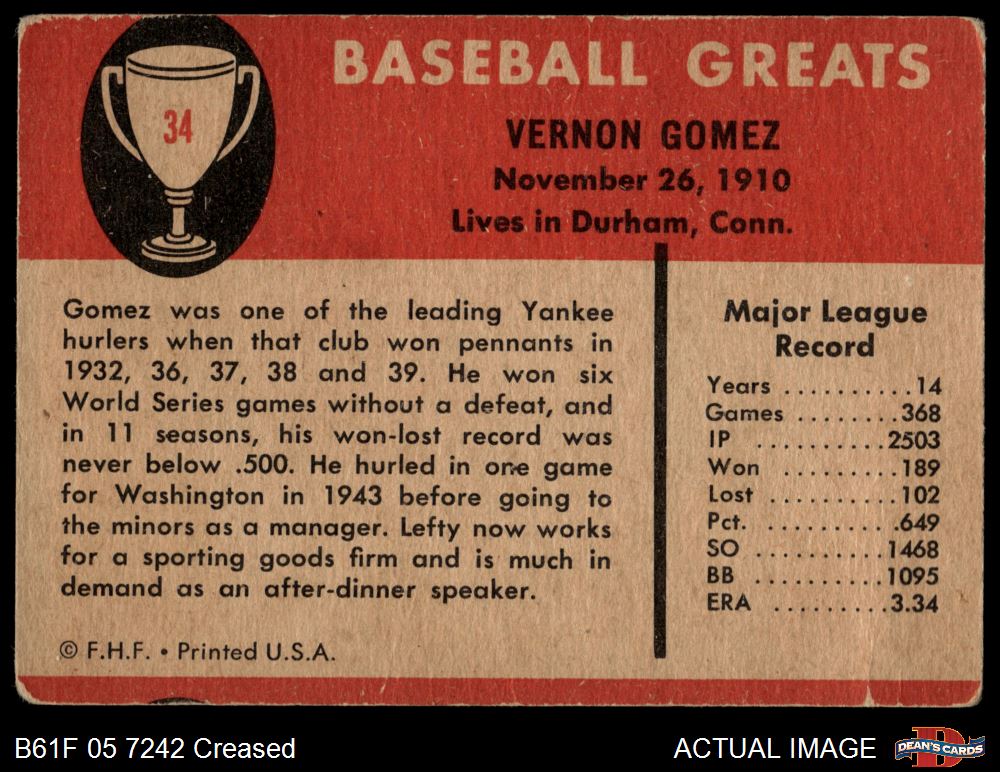 34
BASEBALL GREATS
VERNON GOMEZ
November 26, 1910
Lives in Durham, Conn.
Gomez was one of the leading Yankee
hurlers when that club won pennants in
1932, 36, 37, 38 and 39. He won six
World Series games without a defeat, and
in 11 seasons, his won-lost record was
never below .500. He hurled in one game
for Washington in 1943 before going to
the minors as a manager. Lefty now works
for a sporting goods firm and is much in
demand as an after-dinner speaker.
© F.H.F. • Printed U.S.A.
Major League
Record
Years ..........14
Games ........368
IP ..........2503
Won .........189
Lost ..........102
Pct. ...........649
SO ..........1468
BB ..........1095
ERA .........3.34
B61F 05 7242 Creased
ACTUAL IMAGE
DEAN'S CARDS